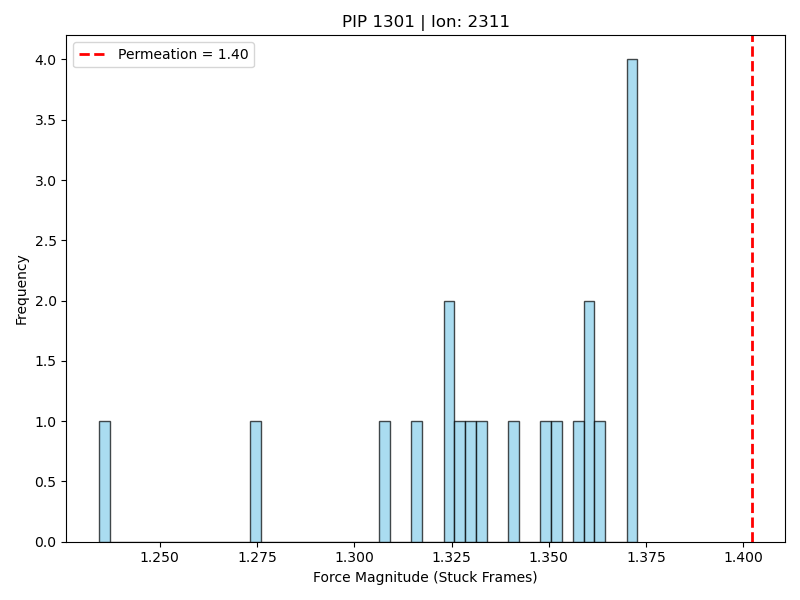 PIP 1301 | Ion: 2311
Permeation = 1.40
4.0
3.5
3.0
2.5
2.0
1.5
1.0
0.5
0.0
Frequency
1.250 1.275 1.300 1.325 1.350 1.375 1.400
Force Magnitude (Stuck Frames)